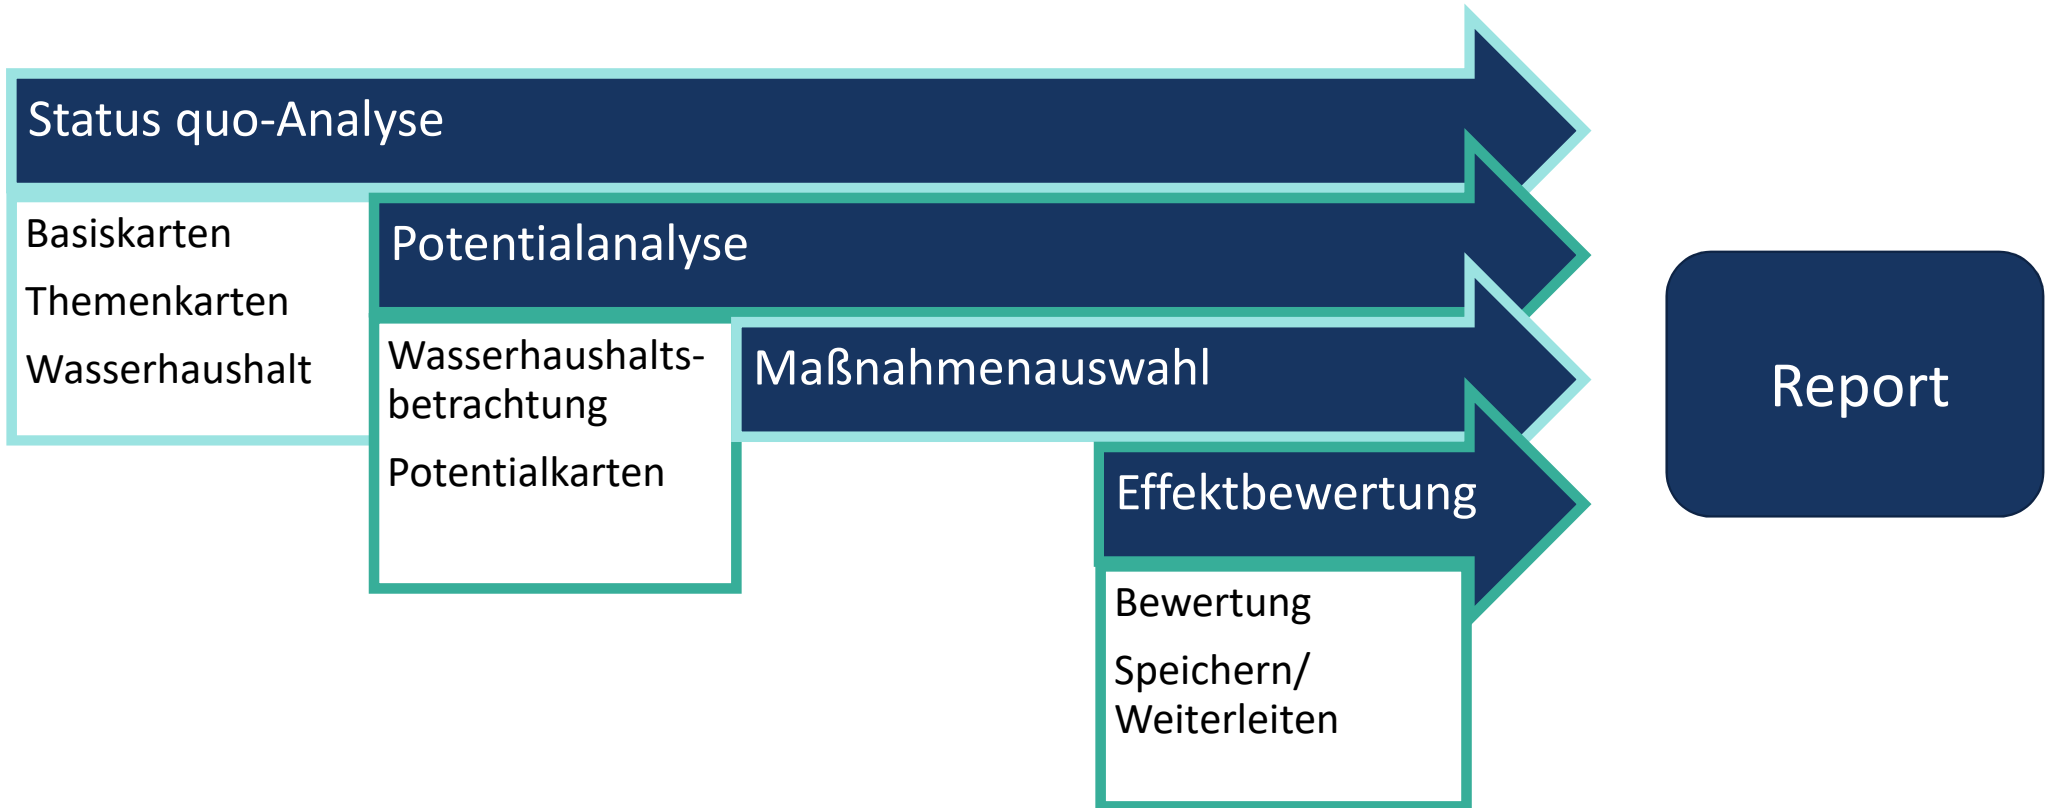 Status quo-Analyse
Basiskarten
Themenkarten
Wasserhaushalt
Potentialanalyse
Wasserhaushalts-
betrachtung
Potentialkarten
Maßnahmenauswahl
Effektbewertung
Bewertung
Speichern/
Weiterleiten
Report